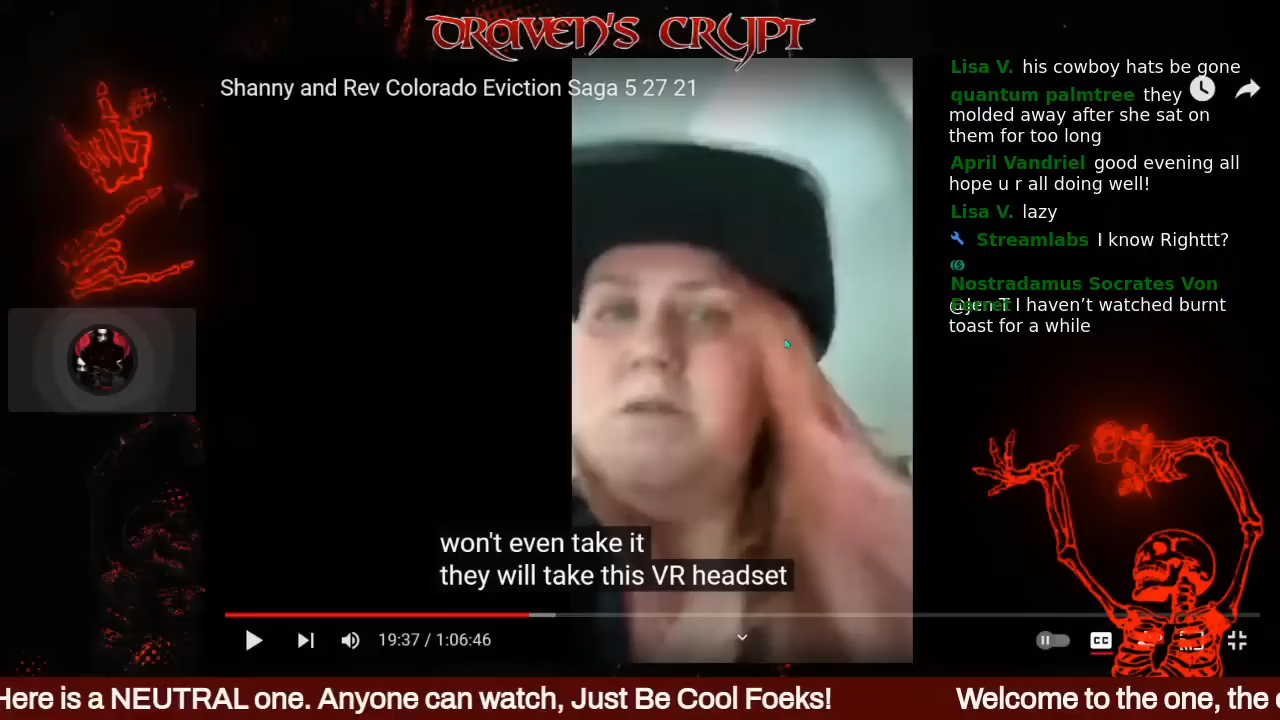 DRAVEN'S CRYPT
Shanny and Rev Colorado Eviction Saga 5 27 21
Lisa V. his cowboy hats be gone
quantum palmtree they
molded away after she sat on
them for too long
April Vandriel good evening all
hope u r all doing well!
Lisa V. lazy
Streamlabs I know Righttt?
Nostradamus Socrates Von
Ferret
@Jen T I haven't watched burnt
toast for a while
won't even take it
they will take this VR headset
19:37 / 1:06:46
CC
Here is a NEUTRAL one. Anyone can watch, Just Be Cool Foeks! Welcome to the one, the